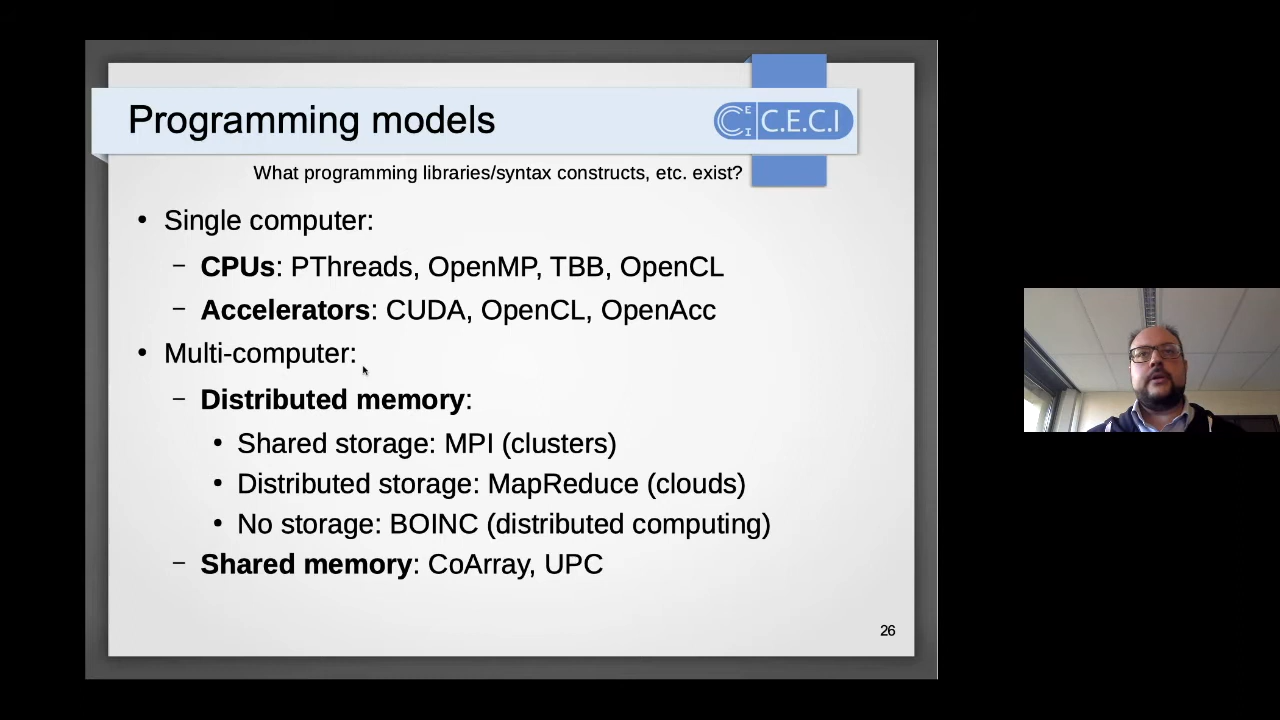 Programming models
C E C I C.E.C.I
What programming libraries/syntax constructs, etc. exist?
• Single computer:
– CPUs: PThreads, OpenMP, TBB, OpenCL
– Accelerators: CUDA, OpenCL, OpenAcc
• Multi-computer:
– Distributed memory:
• Shared storage: MPI (clusters)
• Distributed storage: MapReduce (clouds)
• No storage: BOINC (distributed computing)
– Shared memory: CoArray, UPC
26